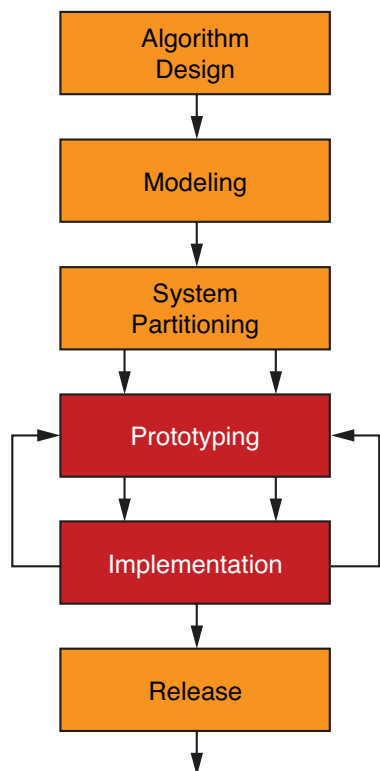 Algorithm
Design
Modeling
System
Partitioning
Prototyping
Implementation
Release